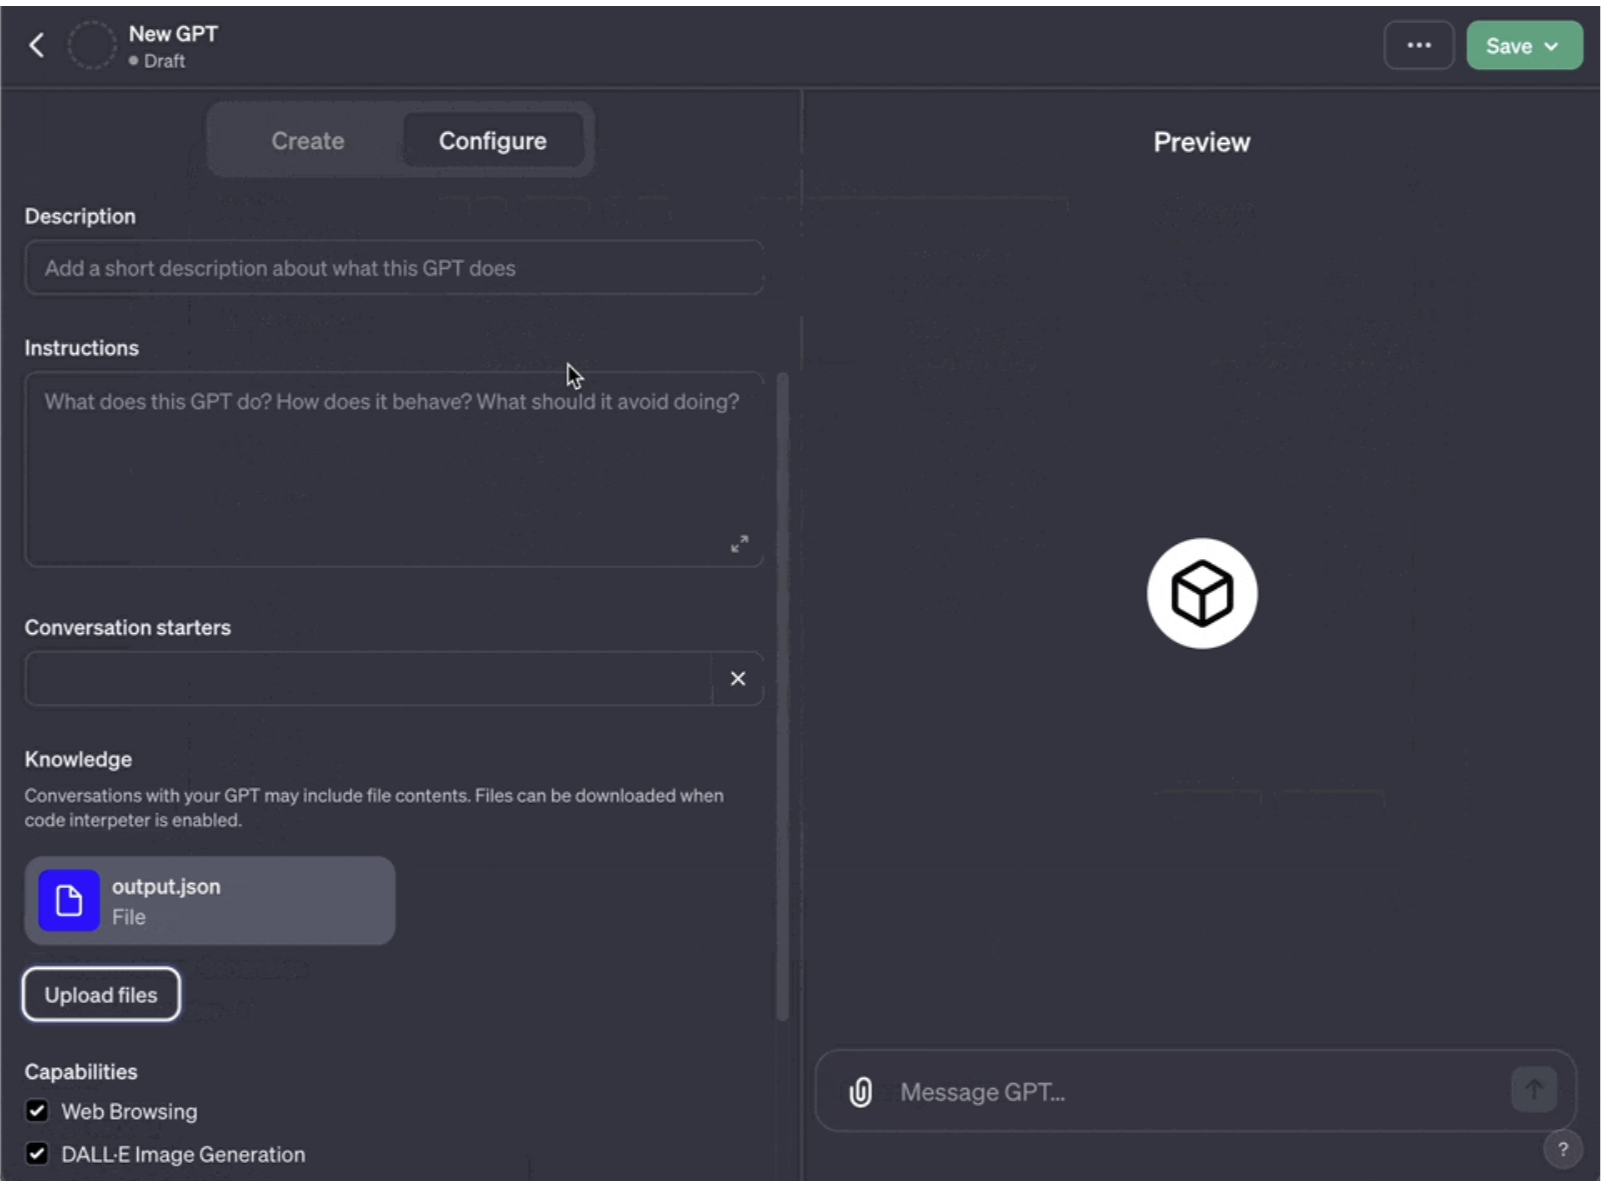 New GPT
Draft
...
Save
Create
Configure
Preview
Description
Add a short description about what this GPT does
Instructions
What does this GPT do? How does it behave? What should it avoid doing?
Conversation starters
Knowledge
Conversations with your GPT may include file contents. Files can be downloaded when
code interpeter is enabled.
output.json
File
Upload files
Capabilities
Web Browsing
DALL·E Image Generation
Message GPT…
?